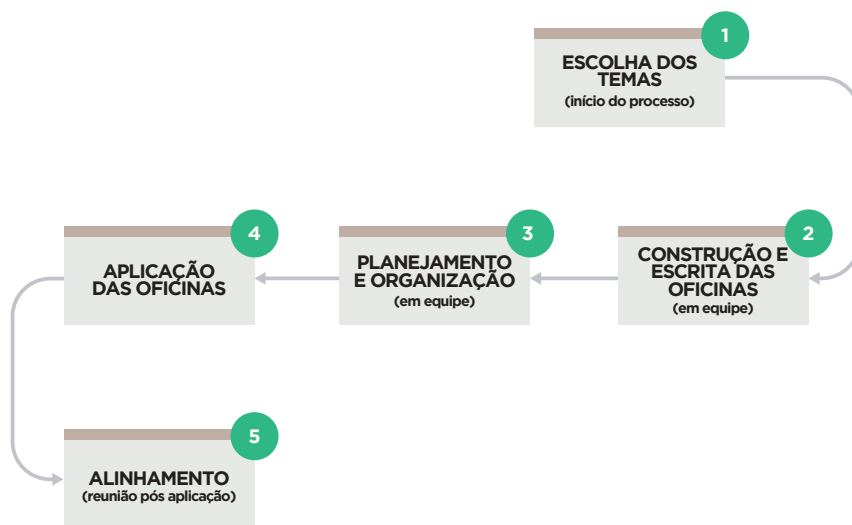 1
ESCOLHA DOS
TEMAS
(início do processo)
2
CONSTRUÇÃO E
ESCRITA DAS
OFICINAS
(em equipe)
3
PLANEJAMENTO
E ORGANIZAÇÃO
(em equipe)
4
APLICAÇÃO
DAS OFICINAS
5
ALINHAMENTO
(reunião pós aplicação)